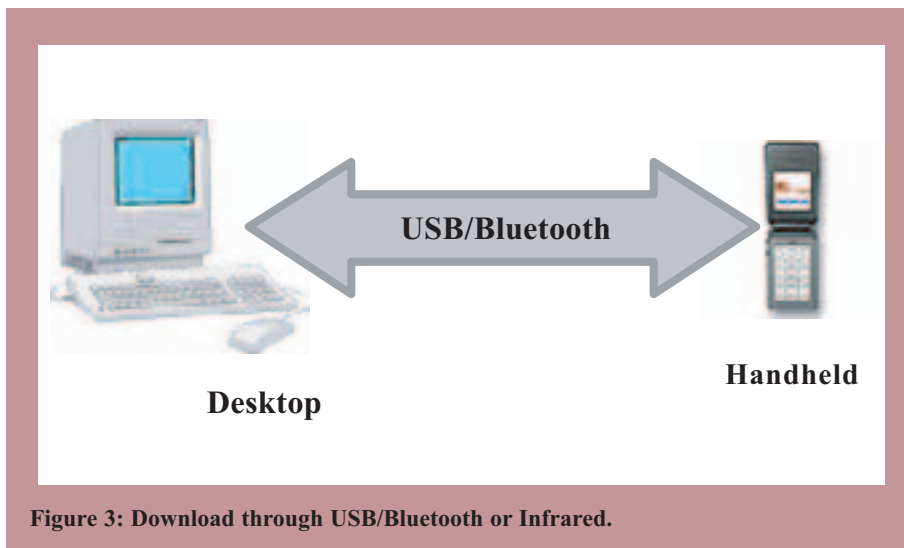 USB/Bluetooth
Handheld
Desktop
Figure 3: Download through USB/Bluetooth or Infrared.